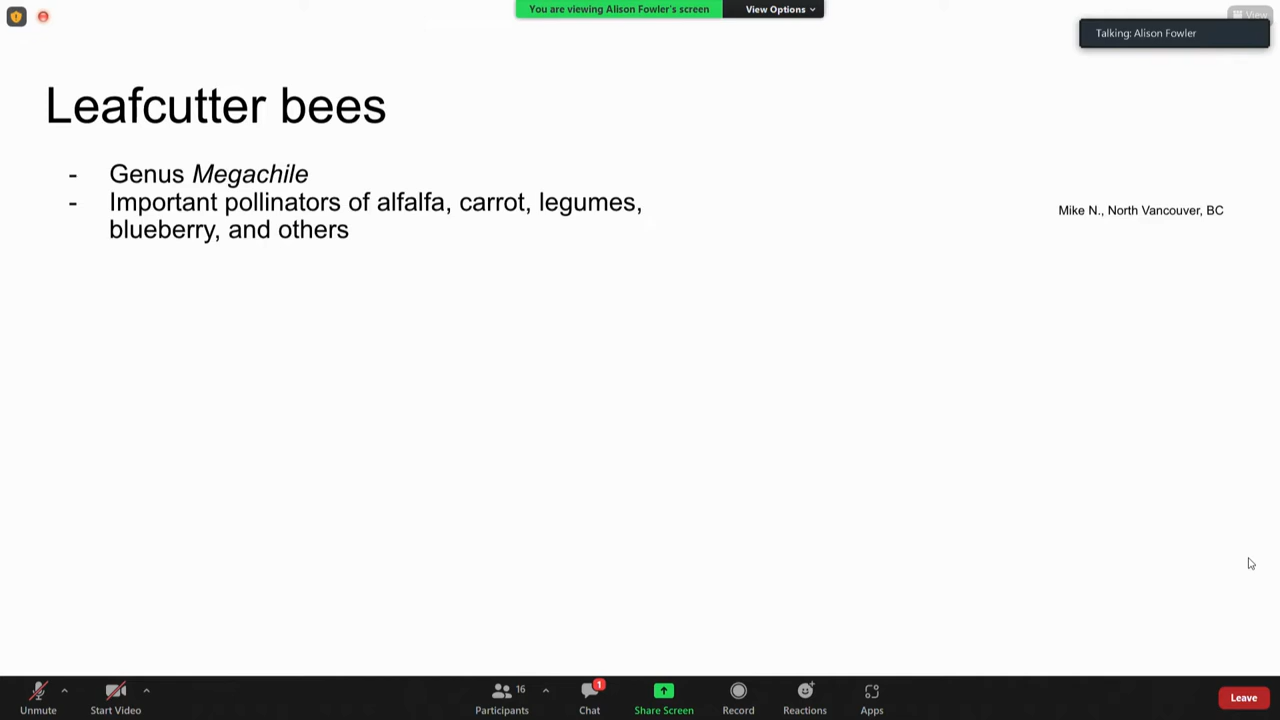 You are viewing Alison Fowler's screen
View Options
View
Talking: Alison Fowler
Leafcutter bees
- Genus Megachile
- Important pollinators of alfalfa, carrot, legumes,
blueberry, and others
Mike N., North Vancouver, BC
Unmute
Start Video
16
Participants
1
Chat
Share Screen
Record
Reactions
Apps
Leave